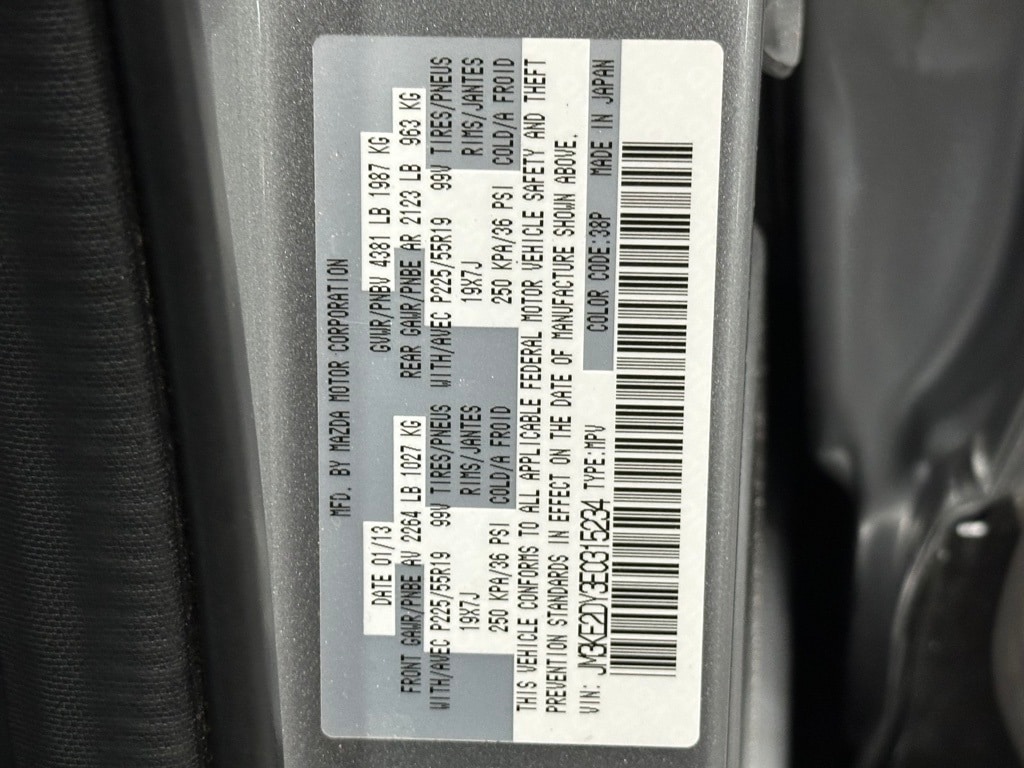 MFD. BY MAZDA MOTOR CORPORATION
DATE 01/13 GVWR/PNBV 4381 LB 1987 KG
FRONT GAWR/PNBE AV 2264 LB 1027 KG REAR GAWR/PNBE AR 2123 LB 963 KG
WITH/AVEC P225/55R19 99V TIRES/PNEUS WITH/AVEC P225/55R19 99V TIRES/PNEUS
19X7J RIMS/JANTES 19X7J RIMS/JANTES
250 KPA/36 PSI COLD/A FROID 250 KPA/36 PSI COLD/A FROID
THIS VEHICLE CONFORMS TO ALL APPLICABLE FEDERAL MOTOR VEHICLE SAFETY AND THEFT
PREVENTION STANDARDS IN EFFECT ON THE DATE OF MANUFACTURE SHOWN ABOVE.
VIN: JM3KE2DY3E0315234 TYPE:MPV COLOR CODE:38P MADE IN JAPAN